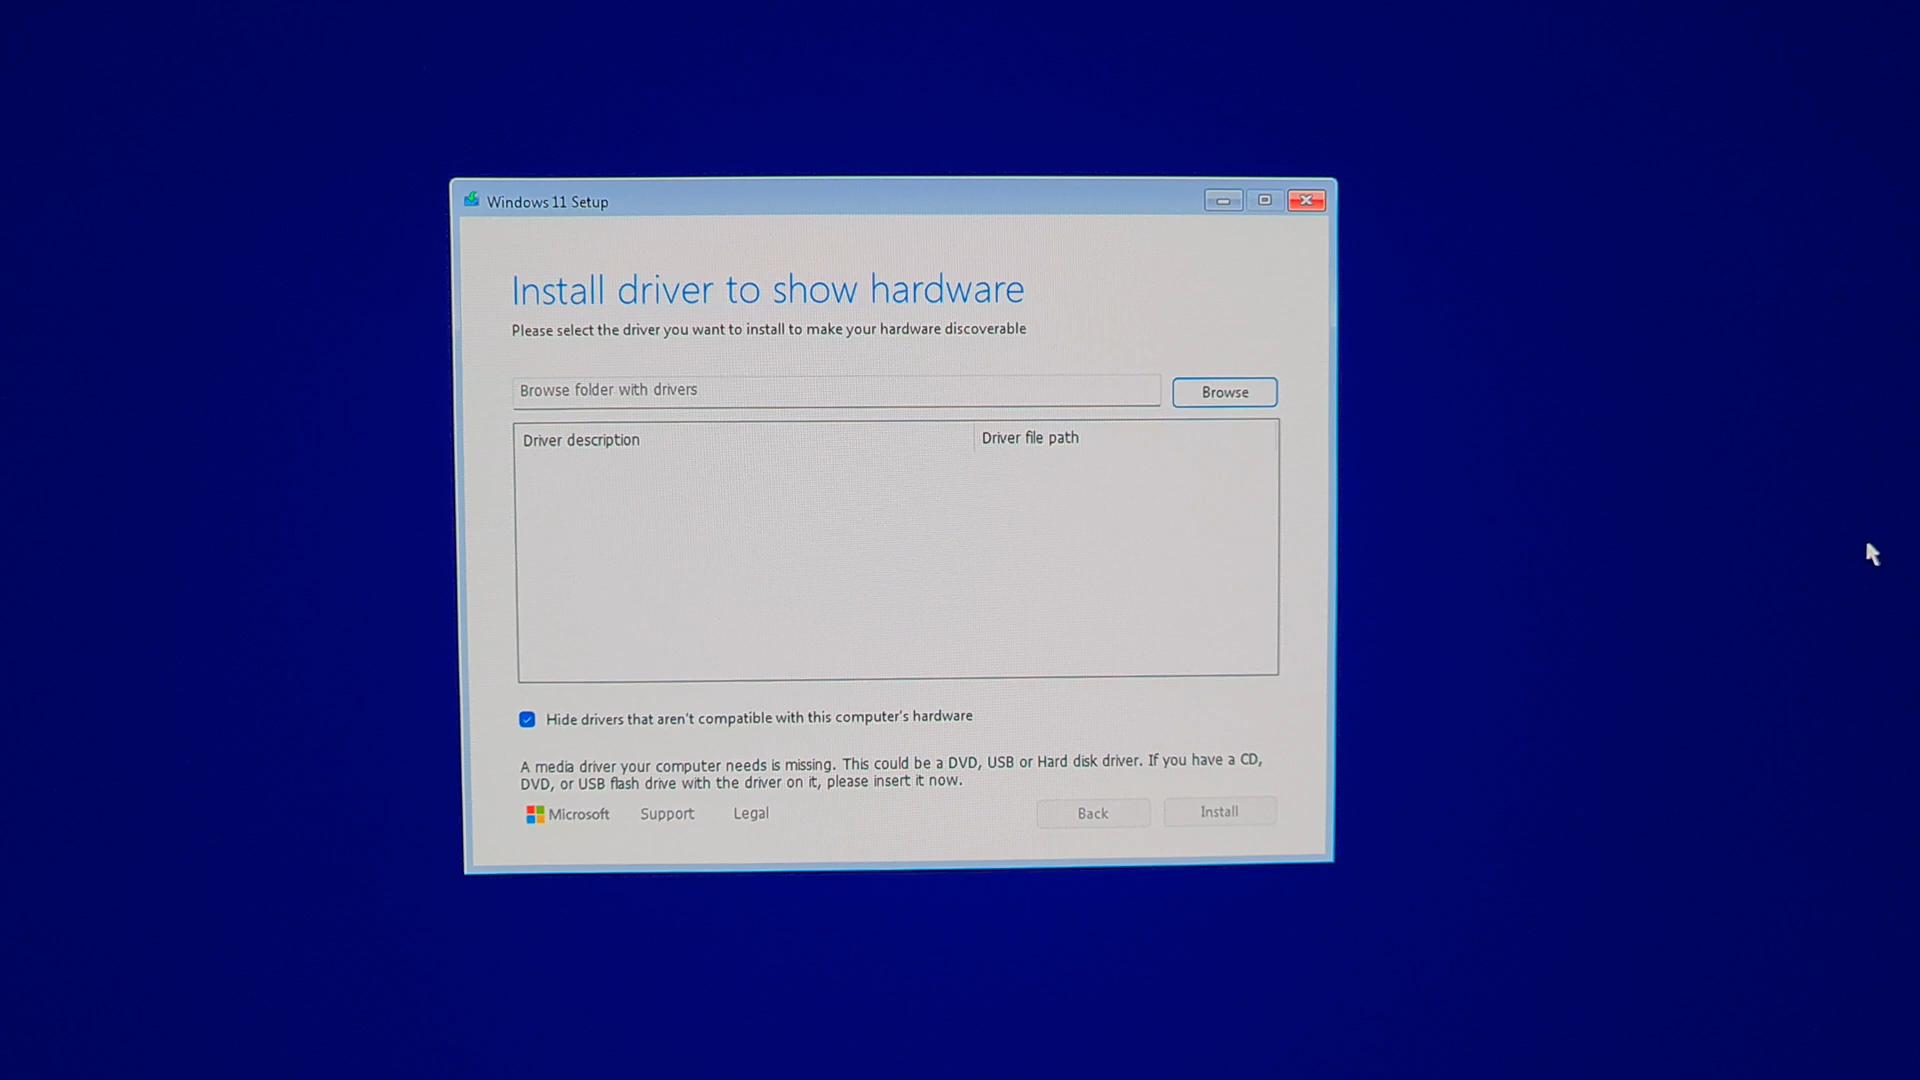 Windows 11 Setup
Install driver to show hardware
Please select the driver you want to install to make your hardware discoverable
Browse folder with drivers
Browse
Driver description
Driver file path
Hide drivers that aren't compatible with this computer's hardware
A media driver your computer needs is missing. This could be a DVD, USB or Hard disk driver. If you have a CD,
DVD, or USB flash drive with the driver on it, please insert it now.
Microsoft
Support
Legal
Back
Install